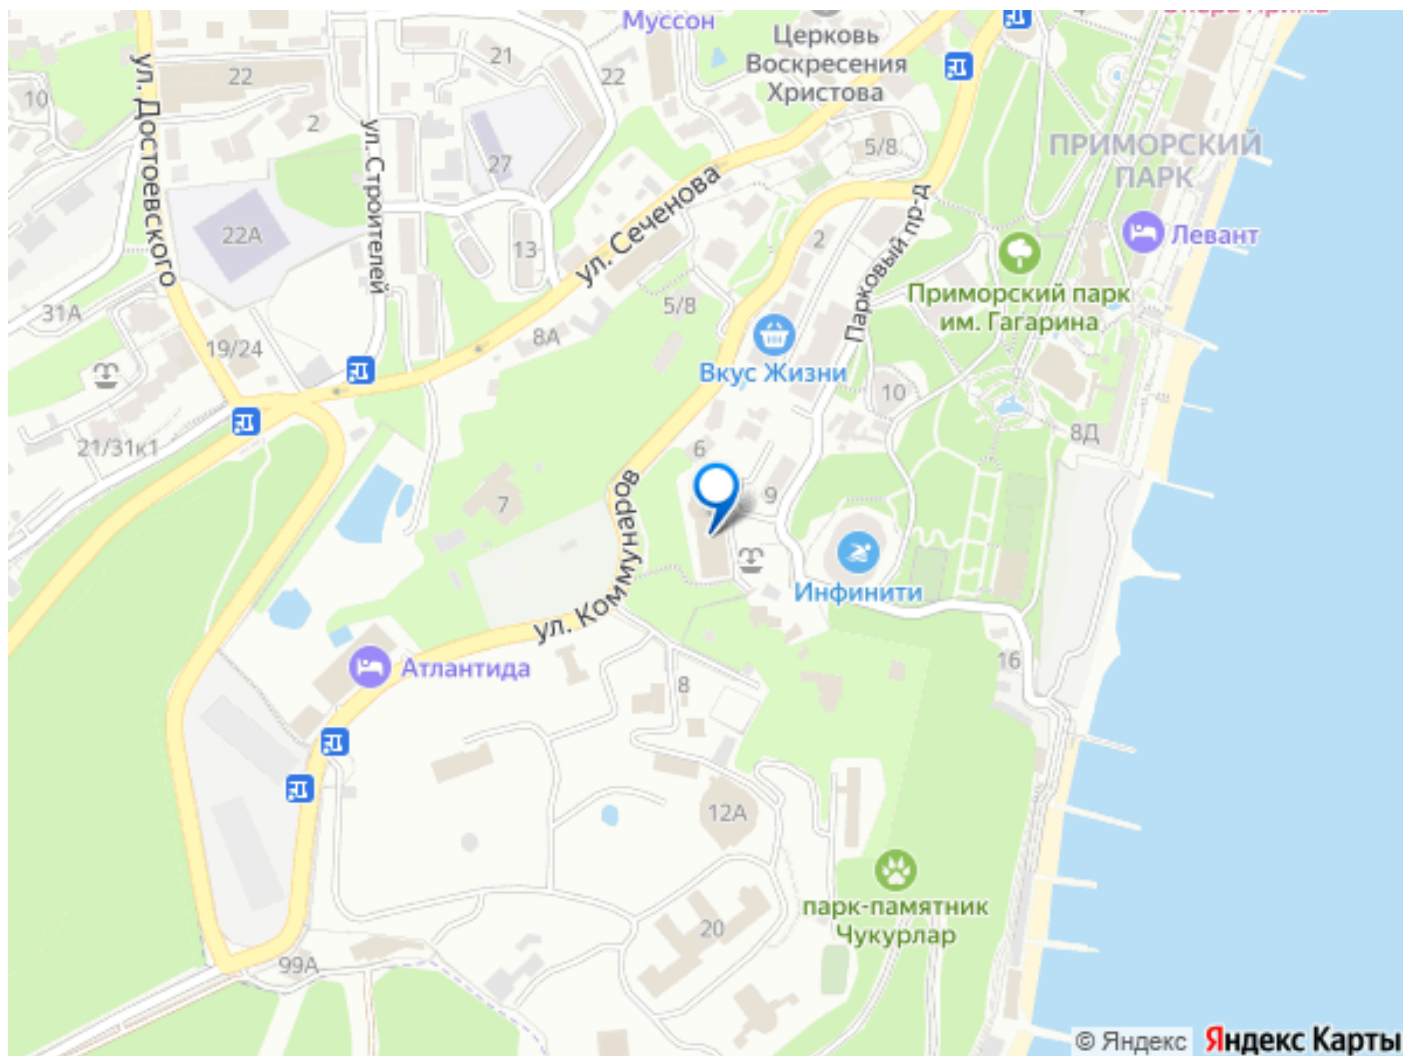 Муссон
Церковь
Воскресения
Христова
ул. Достоевского
22
21
22
10
2
ул. Строителей
27
5/8
ПРИМОРСКИЙ
ПАРК
ул. Сеченова
Парковый пр-д
22А
13
2
Левант
Приморский парк
им. Гагарина
31А
5/8
8А
19/24
Вкус Жизни
10
21/31к1
6
8Д
7
9
ул. Коммунаров
Инфинити
Атлантида
8
16
12А
парк-памятник
Чукурлар
20
99А
© Яндекс Яндекс Карты